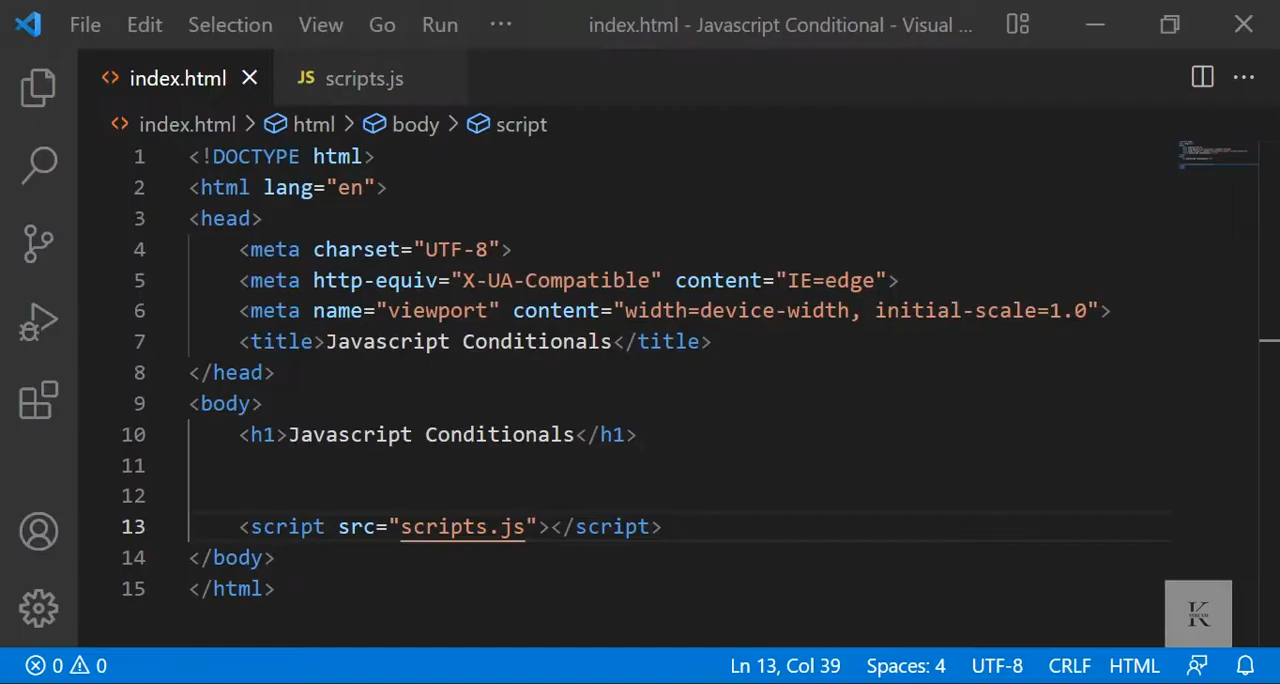 File Edit Selection View Go Run ··· index.html - Javascript Conditional - Visual ...
<> index.html × JS scripts.js ···
<> index.html > html > body > script
1 <!DOCTYPE html>
2 <html lang="en">
3 <head>
4     <meta charset="UTF-8">
5     <meta http-equiv="X-UA-Compatible" content="IE=edge">
6     <meta name="viewport" content="width=device-width, initial-scale=1.0">
7     <title>Javascript Conditionals</title>
8 </head>
9 <body>
10     <h1>Javascript Conditionals</h1>
11
12
13     <script src="scripts.js"></script>
14 </body>
15 </html>
K
0 0 Ln 13, Col 39 Spaces: 4 UTF-8 CRLF HTML